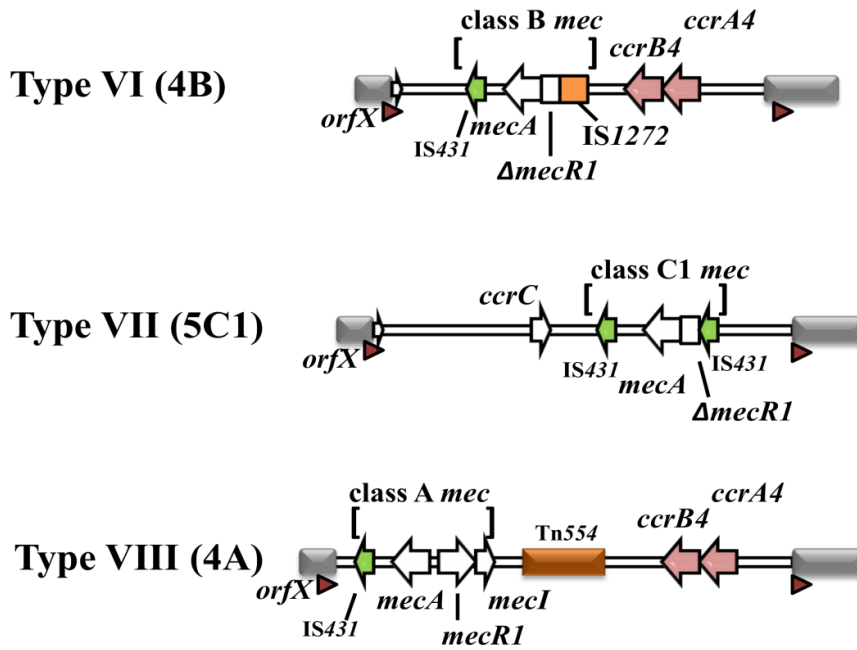 class B mec
ccrA4
ccrB4
Type VI (4B)
orfX
IS431
mecA
IS1272
ΔmecR1
class C1 mec
ccrC
Type VII (5C1)
orfX
IS431
mecA
IS431
ΔmecR1
class A mec
ccrA4
Tn554
ccrB4
Type VIII (4A)
orfX
IS431
mecA
mecI
mecR1